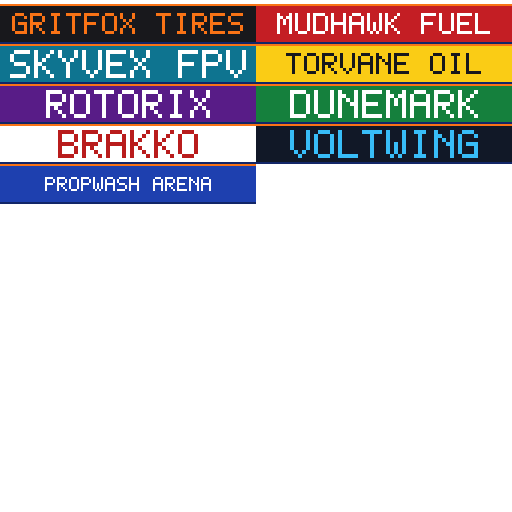 GRITFOX TIRES
MUDHAWK FUEL
SKYVEX FPV
TORVANE OIL
ROTORIX
DUNEMARK
BRAKKO
VOLTWING
PROPWASH ARENA